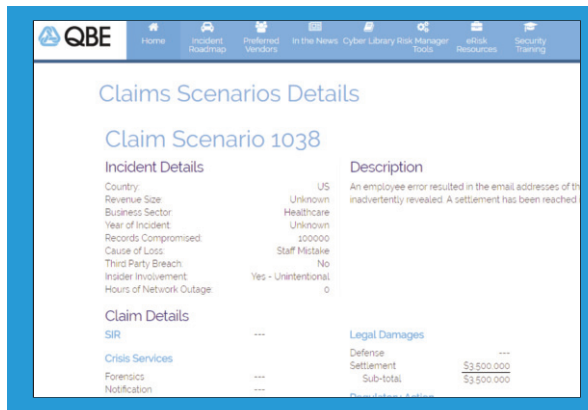 QBE
Home
Incident Roadmap
Preferred Vendors
In the News
Cyber Library
Risk Manager Tools
eRisk Resources
Security Training
Claims Scenarios Details
Claim Scenario 1038
Incident Details
Country: US
Revenue Size: Unknown
Business Sector: Healthcare
Year of Incident: Unknown
Records Compromised: 100000
Cause of Loss: Staff Mistake
Third Party Breach: No
Insider Involvement: Yes - Unintentional
Hours of Network Outage: 0
Description
An employee error resulted in the email addresses of th
inadvertently revealed. A settlement has been reached
Claim Details
SIR ---
Crisis Services
Forensics ---
Notification ---
Legal Damages
Defense ---
Settlement $3,500,000
Sub-total $3,500,000